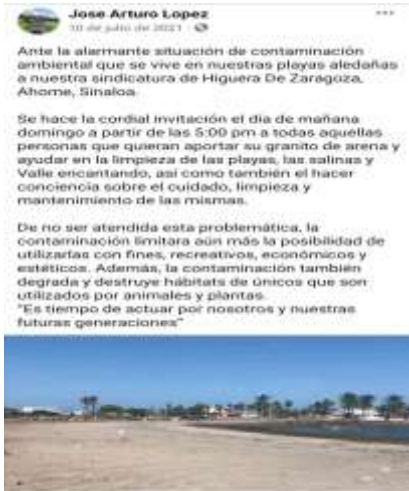 Jose Arturo Lopez
10 de julio de 2021
Ante la alarmante situación de contaminación
ambiental que se vive en nuestras playas aledañas
a nuestra sindicatura de Higuera De Zaragoza,
Ahome, Sinaloa.
Se hace la cordial invitación el día de mañana
domingo a partir de las 5:00 pm a todas aquellas
personas que quieran aportar su granito de arena y
ayudar en la limpieza de las playas, las salinas y
Valle encantando, así como también el hacer
conciencia sobre el cuidado, limpieza y
mantenimiento de las mismas.
De no ser atendida esta problemática, la
contaminación limitara aún más la posibilidad de
utilizarlas con fines, recreativos, económicos y
estéticos. Además, la contaminación también
degrada y destruye hábitats de únicos que son
utilizados por animales y plantas.
"Es tiempo de actuar por nosotros y nuestras
futuras generaciones"